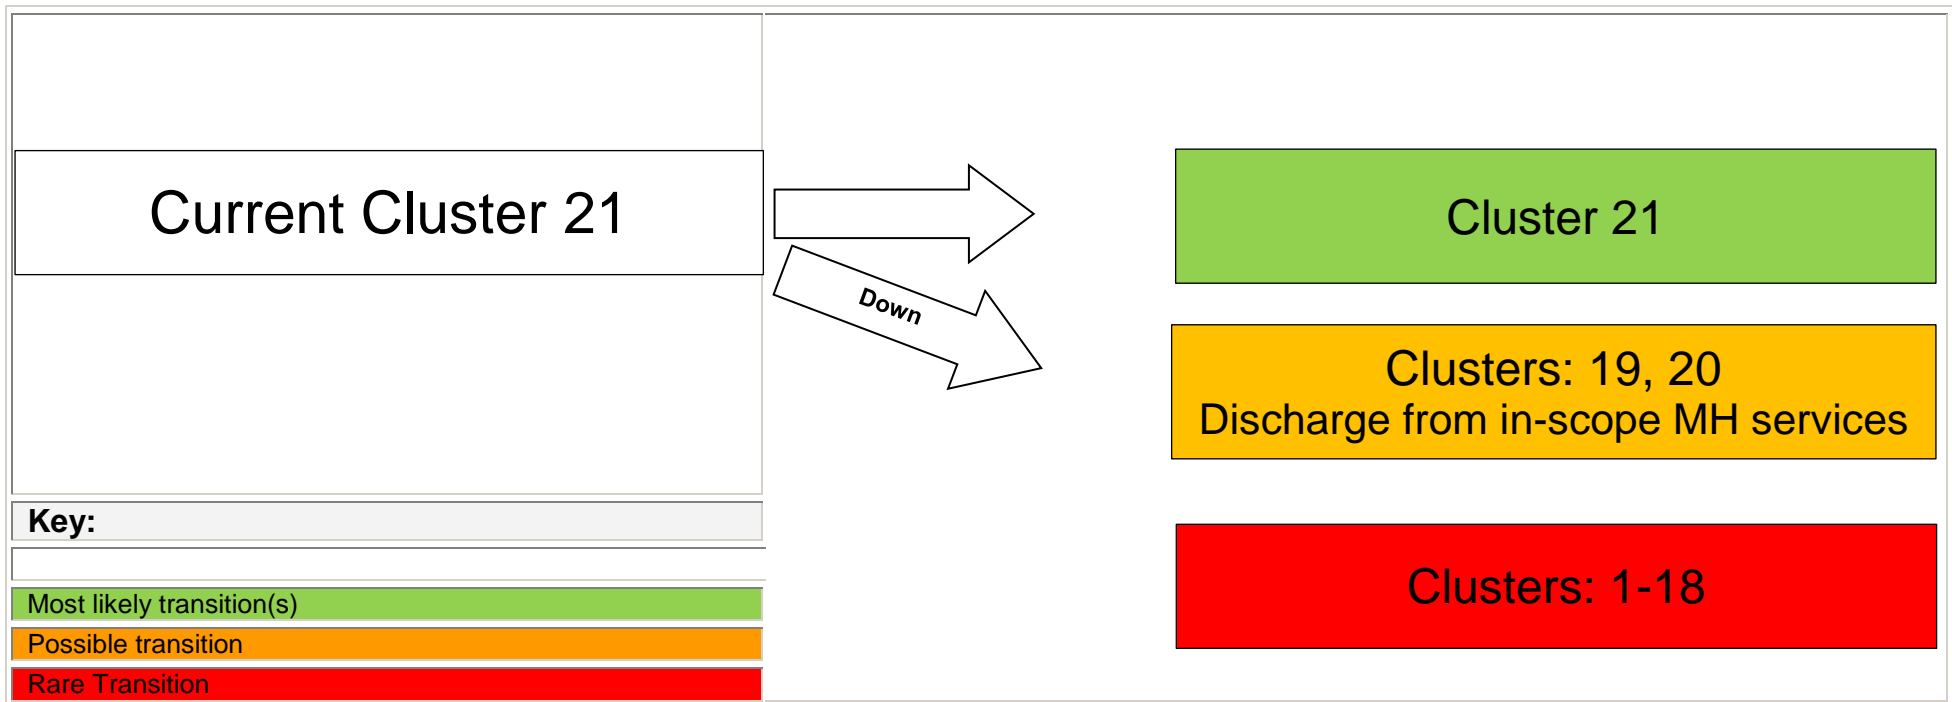 Current Cluster 21
Down
Cluster 21
Clusters: 19, 20
Discharge from in-scope MH services
Clusters: 1-18
Key:
Most likely transition(s)
Possible transition
Rare Transition